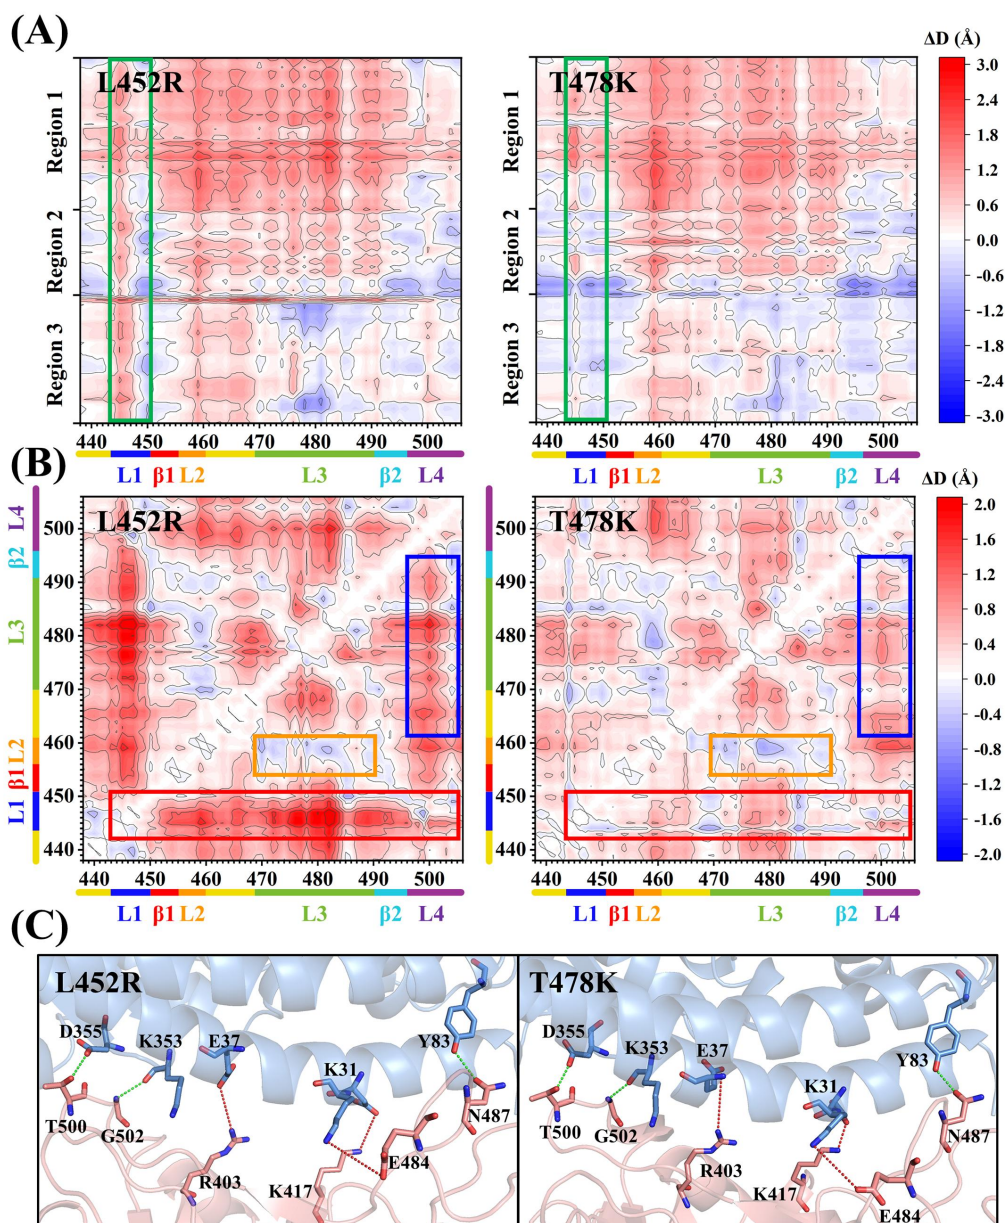 (A)
L452R
T478K
ΔD (Å)
Region 1
Region 2
Region 3
Region 1
Region 2
Region 3
3.0
2.4
1.8
1.2
0.6
0.0
-0.6
-1.2
-1.8
-2.4
-3.0
440 450 460 470 480 490 500
L1 β1 L2 L3 β2 L4
440 450 460 470 480 490 500
L1 β1 L2 L3 β2 L4
(B)
L452R
T478K
ΔD (Å)
L4
β2
L3
L2
β1
L1
500
490
480
470
460
450
440
500
490
480
470
460
450
440
2.0
1.6
1.2
0.8
0.4
0.0
-0.4
-0.8
-1.2
-1.6
-2.0
440 450 460 470 480 490 500
L1 β1 L2 L3 β2 L4
440 450 460 470 480 490 500
L1 β1 L2 L3 β2 L4
(C)
L452R
D355
K353
E37
K31
Y83
T500
G502
R403
K417
E484
N487
T478K
D355
K353
E37
K31
Y83
T500
G502
R403
K417
E484
N487